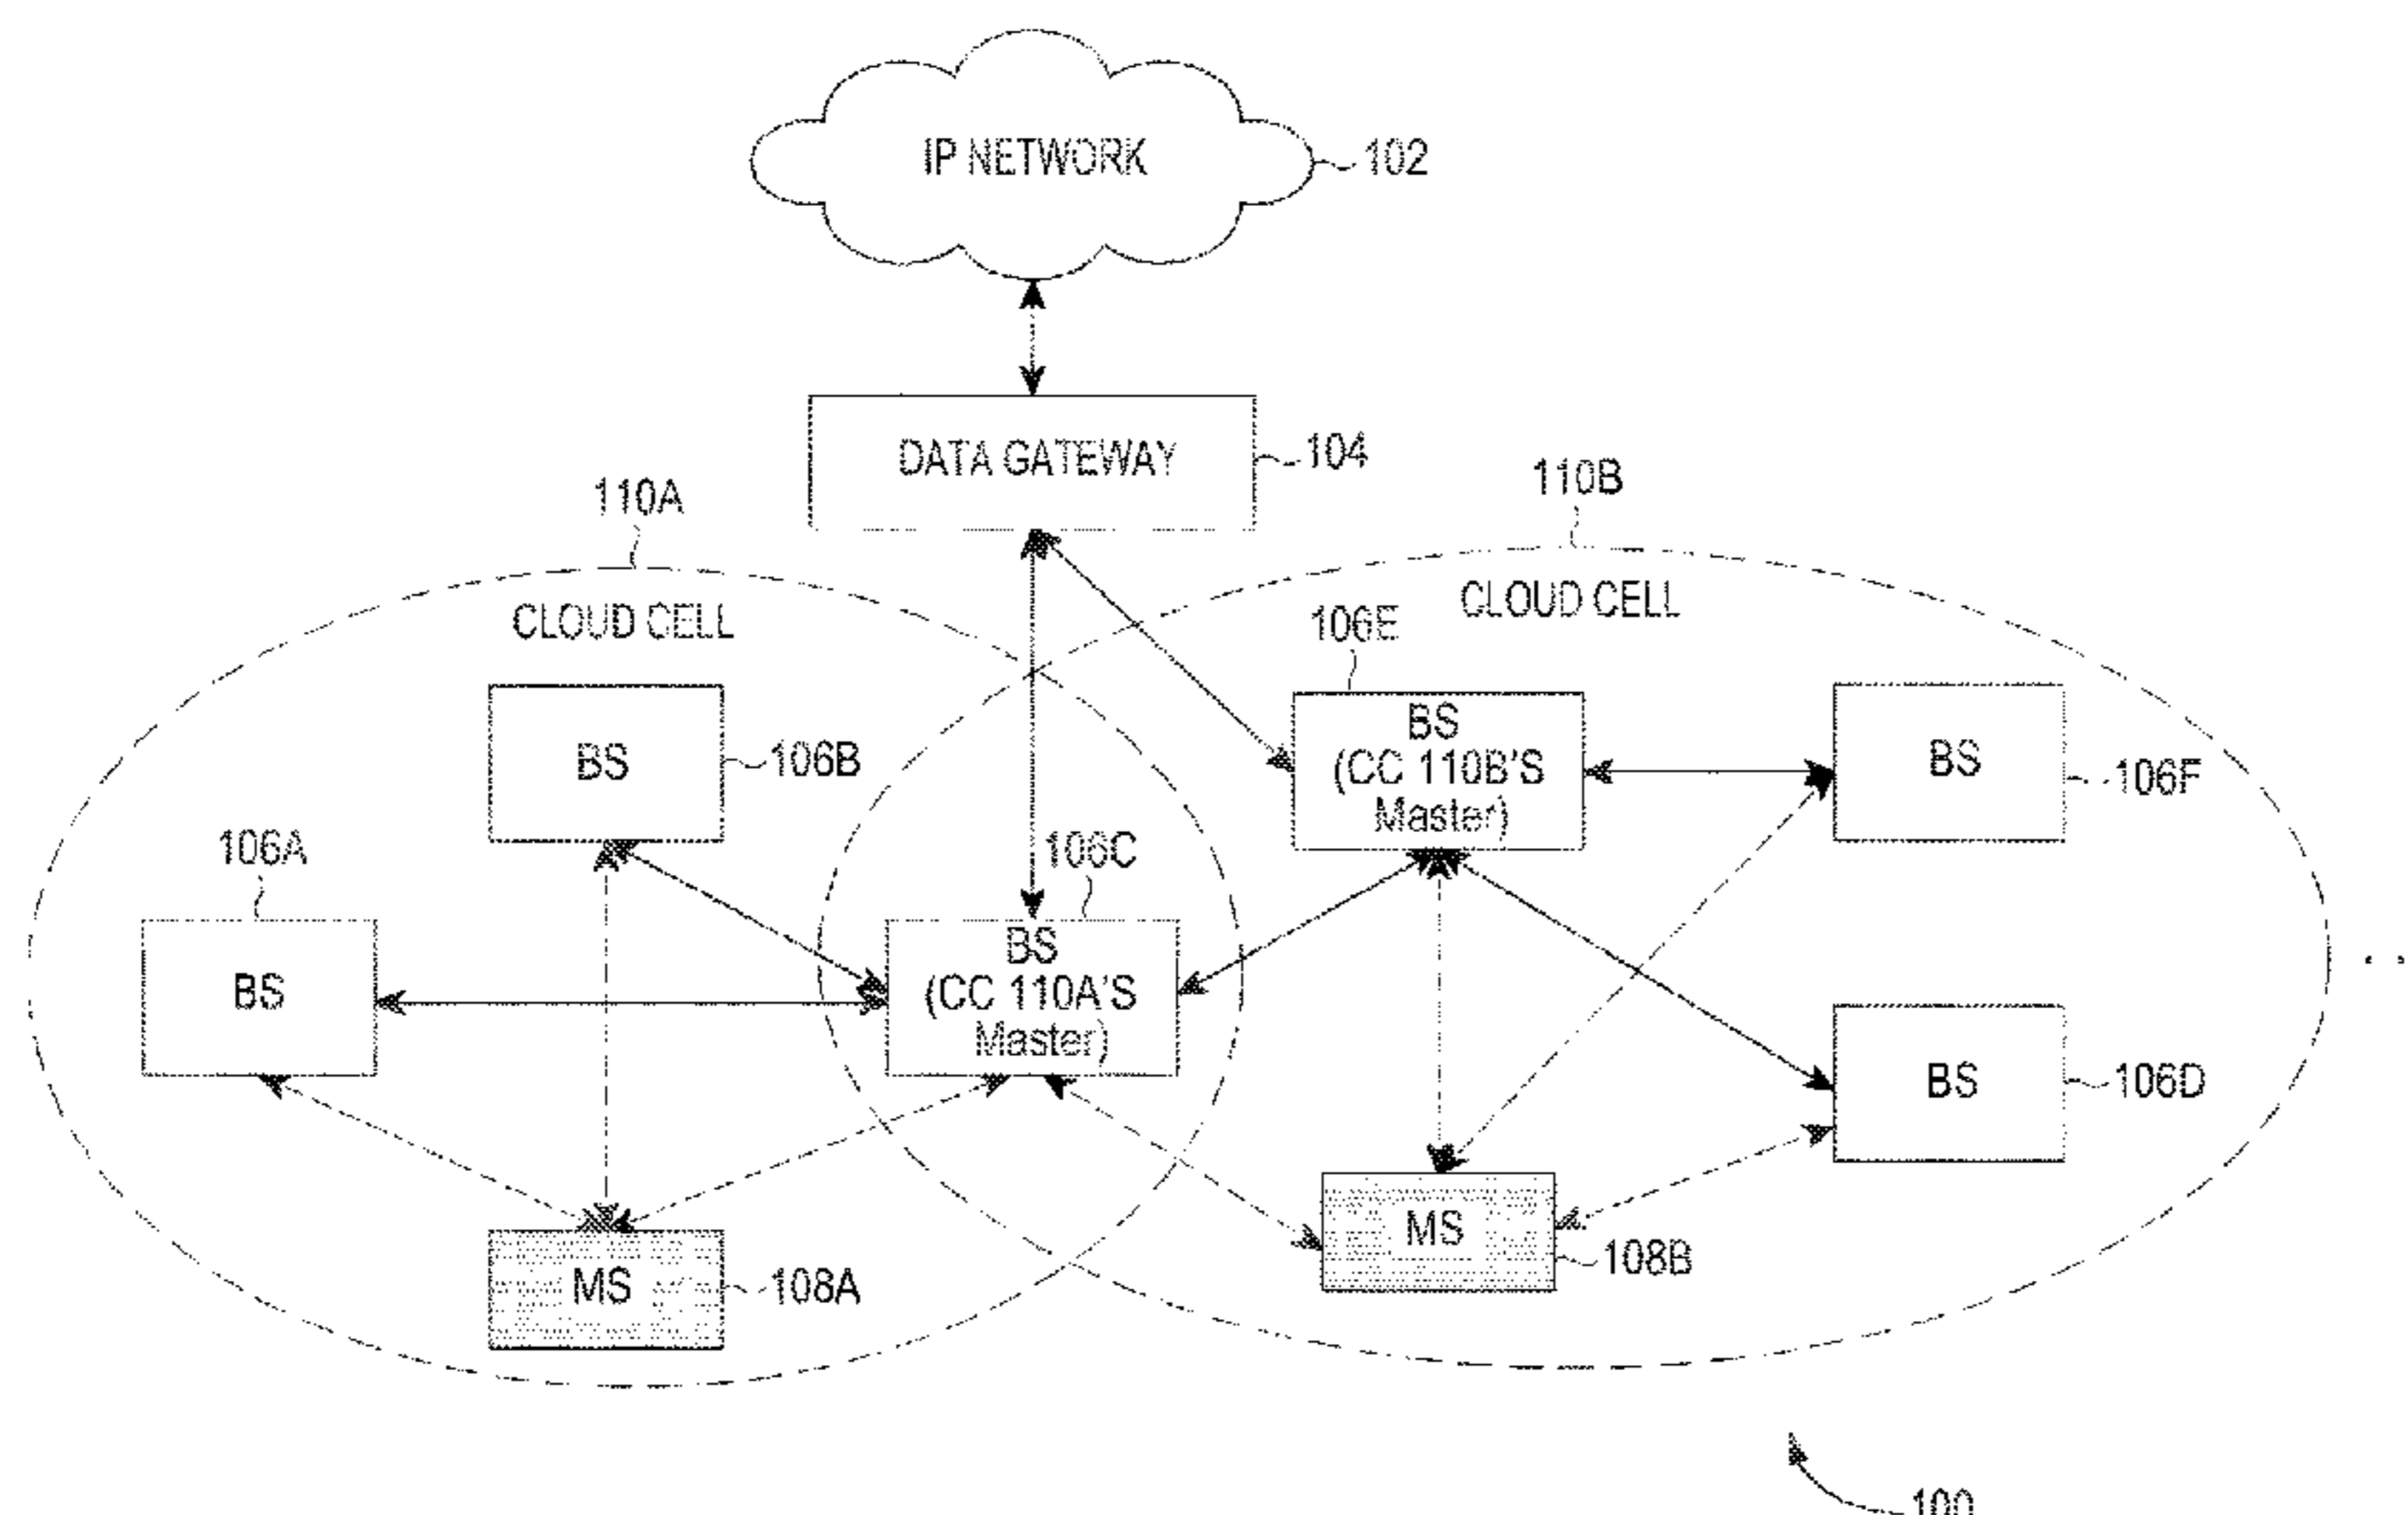 IP NETWORK
102
DATA GATEWAY
104
110A
110B
CLOUD CELL
CLOUD CELL
106E
BS
106B
BS
(CC 110B'S
Master)
BS
106F
106A
BS
106C
BS
(CC 110A'S
Master)
BS
106D
MS
108A
MS
108B
100